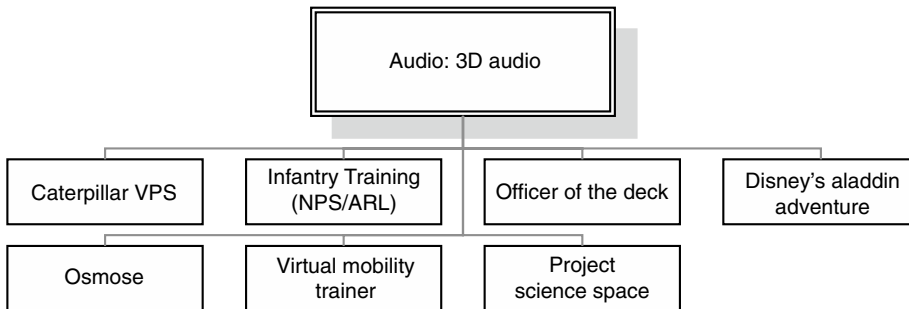 Audio: 3D audio
Caterpillar VPS
Infantry Training
(NPS/ARL)
Officer of the deck
Disney's aladdin
adventure
Osmose
Virtual mobility
trainer
Project
science space